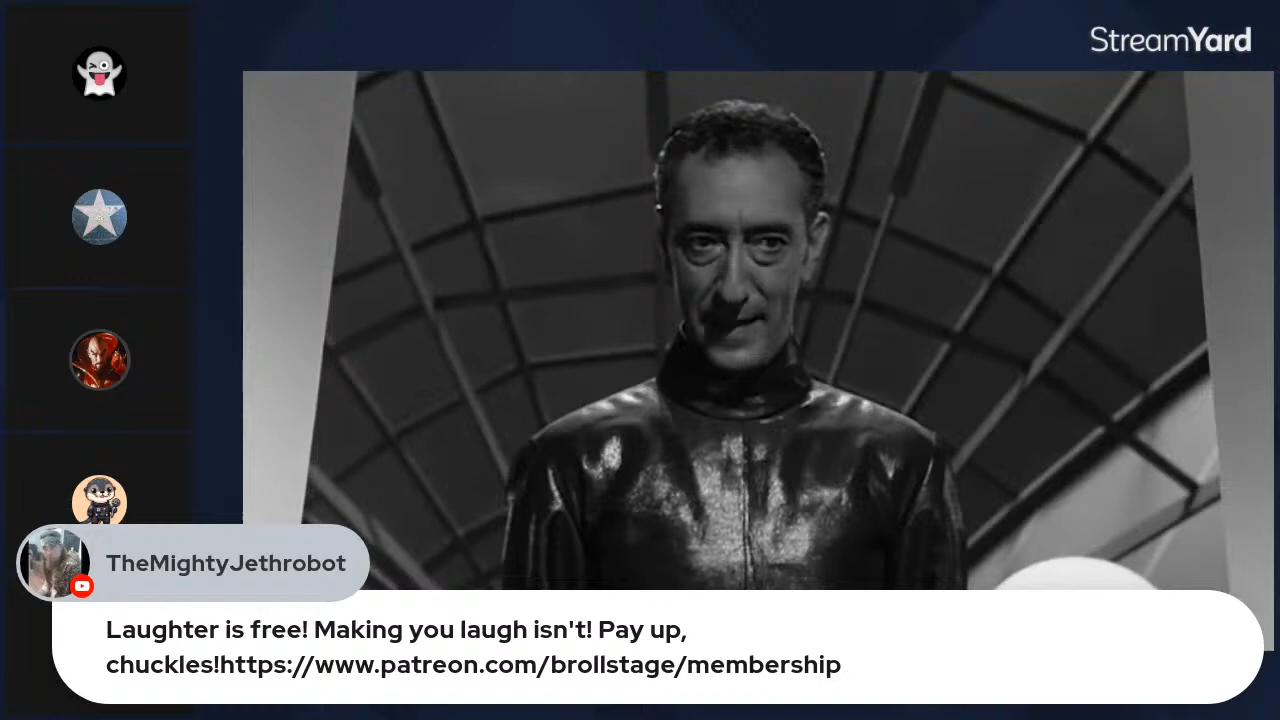 StreamYard
TheMightyJethrobot
Laughter is free! Making you laugh isn't! Pay up,
chuckles!https://www.patreon.com/brollstage/membership